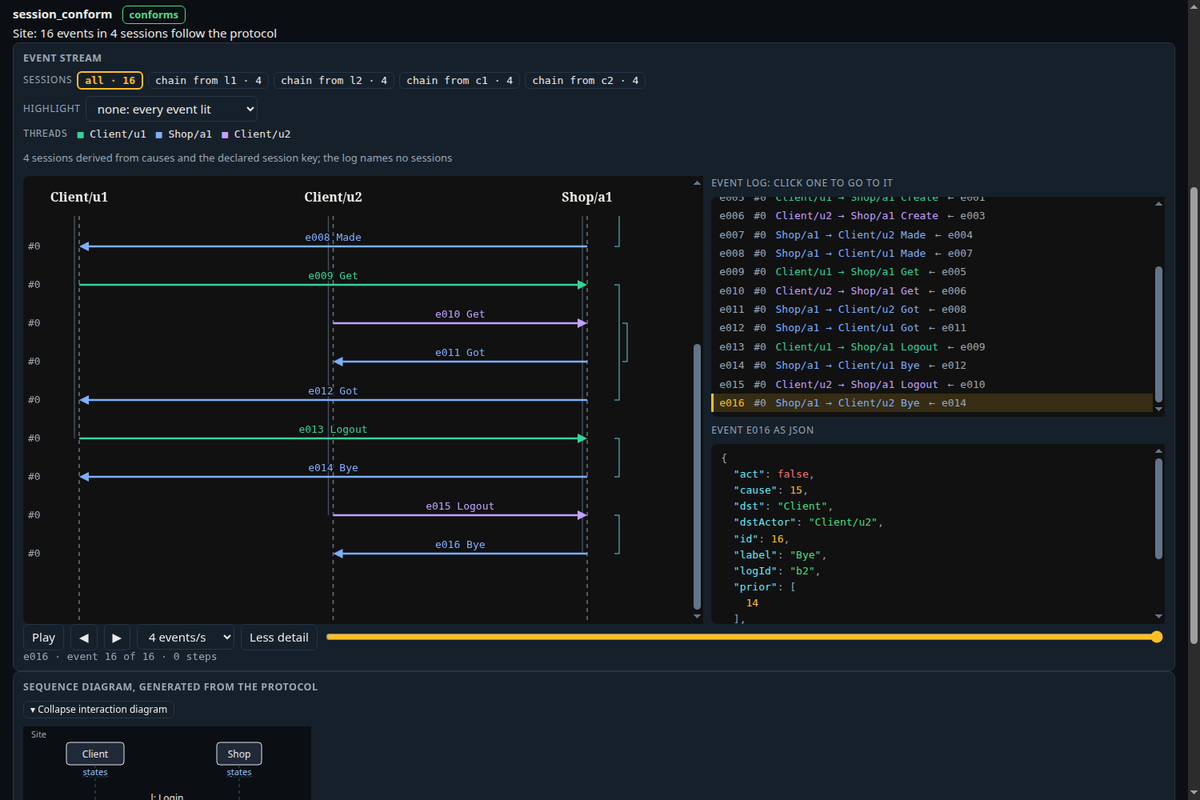 session_conform conforms
Site: 16 events in 4 sessions follow the protocol
EVENT STREAM
SESSIONS all · 16 chain from l1 · 4 chain from l2 · 4 chain from c1 · 4 chain from c2 · 4
HIGHLIGHT none: every event lit
THREADS Client/u1 Shop/a1 Client/u2
4 sessions derived from causes and the declared session key; the log names no sessions
Client/u1 Client/u2 Shop/a1
#0 e008 Made
#0 e009 Get
#0 e010 Get
#0 e011 Got
#0 e012 Got
#0 e013 Logout
#0 e014 Bye
#0 e015 Logout
#0 e016 Bye
EVENT LOG: CLICK ONE TO GO TO IT
e005 #0 Client/u1 → Shop/a1 Create ← e001
e006 #0 Client/u2 → Shop/a1 Create ← e003
e007 #0 Shop/a1 → Client/u2 Made ← e004
e008 #0 Shop/a1 → Client/u1 Made ← e007
e009 #0 Client/u1 → Shop/a1 Get ← e005
e010 #0 Client/u2 → Shop/a1 Get ← e006
e011 #0 Shop/a1 → Client/u2 Got ← e008
e012 #0 Shop/a1 → Client/u1 Got ← e011
e013 #0 Client/u1 → Shop/a1 Logout ← e009
e014 #0 Shop/a1 → Client/u1 Bye ← e012
e015 #0 Client/u2 → Shop/a1 Logout ← e010
e016 #0 Shop/a1 → Client/u2 Bye ← e014
EVENT E016 AS JSON
{
"act": false,
"cause": 15,
"dst": "Client",
"dstActor": "Client/u2",
"id": 16,
"label": "Bye",
"logId": "b2",
"prior": [
14
],
Play ◀ ▶ 4 events/s Less detail
e016 · event 16 of 16 · 0 steps
SEQUENCE DIAGRAM, GENERATED FROM THE PROTOCOL
▾ Collapse interaction diagram
Site
Client Shop
states states
l: Login